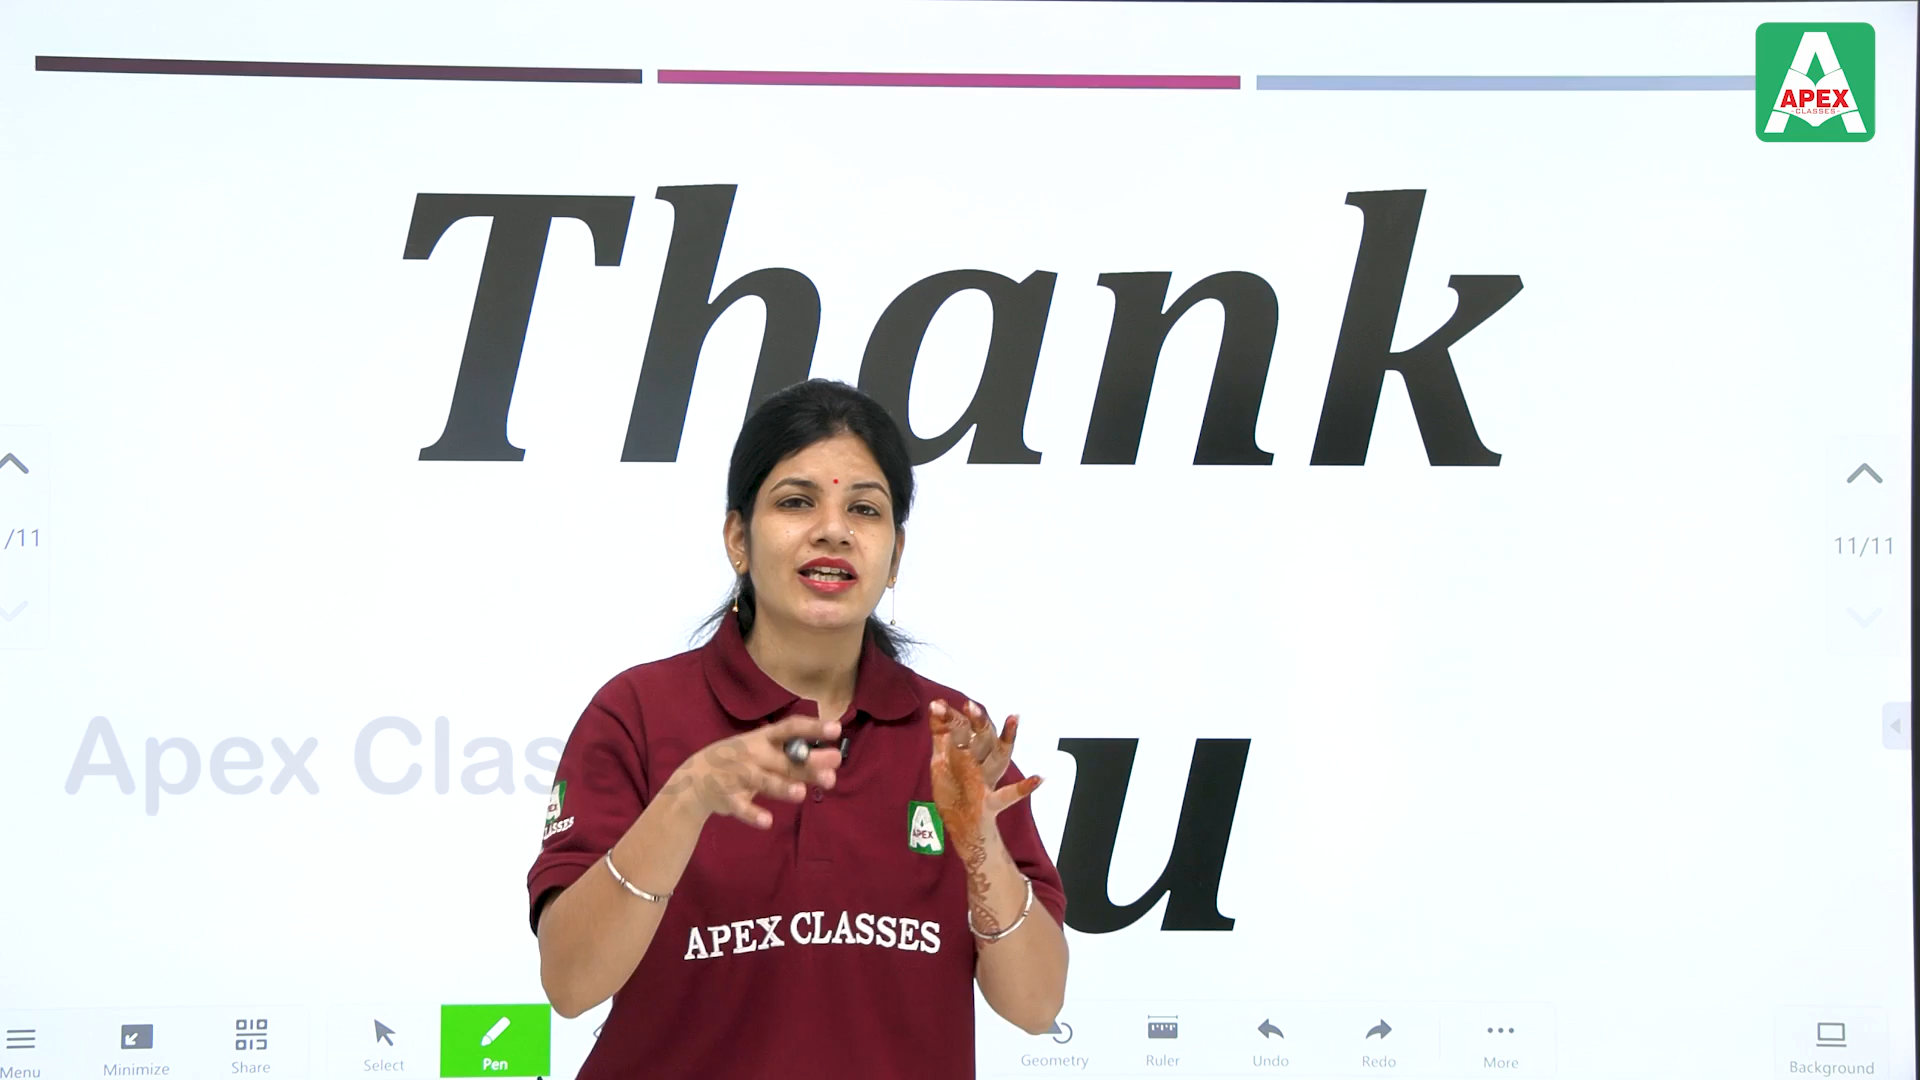 APEX
CLASSES
Thank
/11
11/11
Apex Classes
u
APEX
CLASSES
APEX
APEX CLASSES
Menu
Minimize
Share
Select
Pen
Geometry
Ruler
Undo
Redo
More
Background